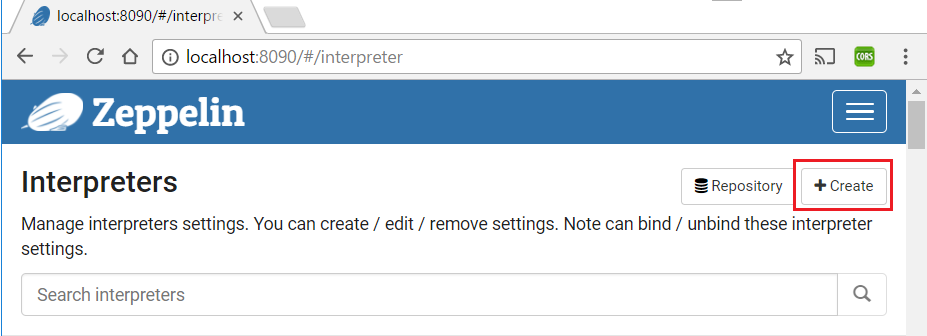 localhost:8090/#/interpre
localhost:8090/#/interpreter
CORS
Zeppelin
Interpreters
Repository
Create
Manage interpreters settings. You can create / edit / remove settings. Note can bind / unbind these interpreter
settings.
Search interpreters